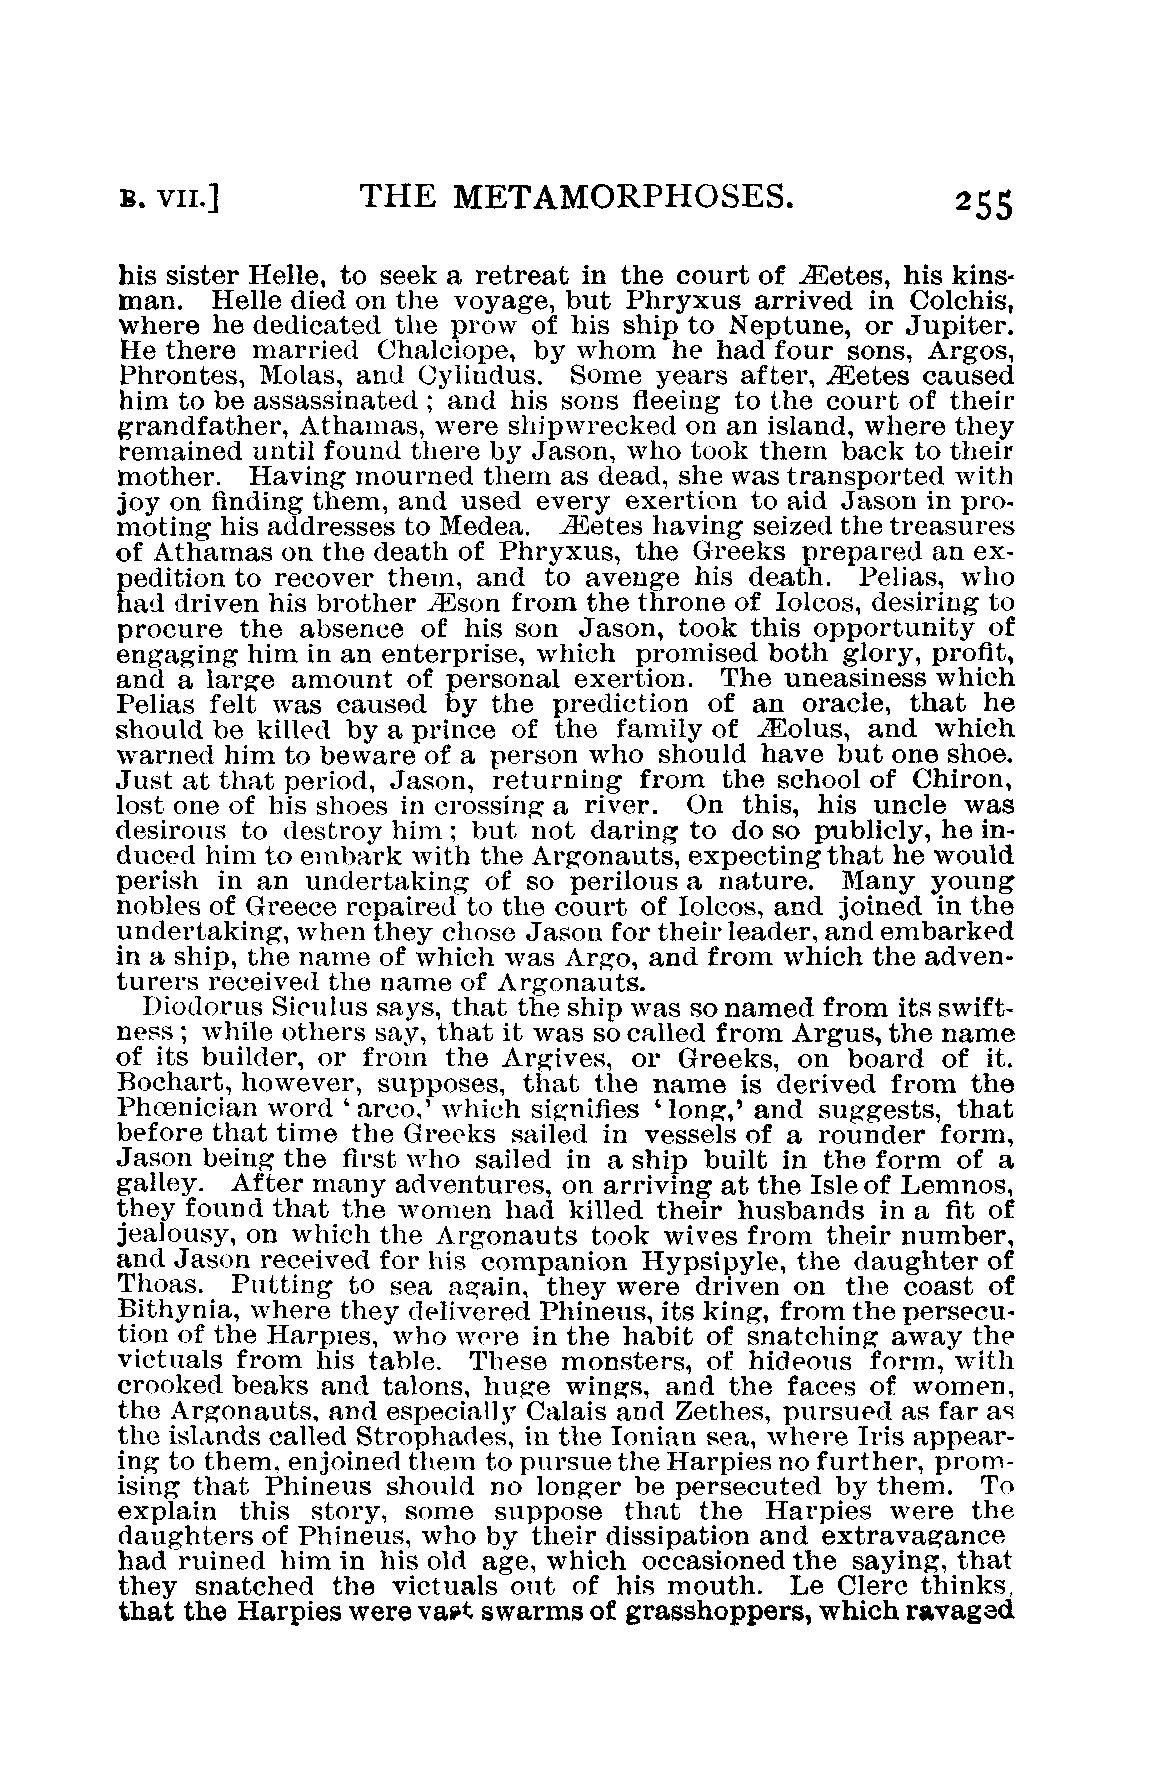 B. VII.] THE METAMORPHOSES. 255
his sister Helle, to seek a retreat in the court of Æetes, his kins-
man. Helle died on the voyage, but Phryxus arrived in Colchis,
where he dedicated the prow of his ship to Neptune, or Jupiter.
He there married Chalciope, by whom he had four sons, Argos,
Phrontes, Molas, and Cylindus. Some years after, Æetes caused
him to be assassinated; and his sons fleeing to the court of their
grandfather, Athamas, were shipwrecked on an island, where they
remained until found there by Jason, who took them back to their
mother. Having mourned them as dead, she was transported with
joy on finding them, and used every exertion to aid Jason in pro-
moting his addresses to Medea. Æetes having seized the treasures
of Athamas on the death of Phryxus, the Greeks prepared an ex-
pedition to recover them, and to avenge his death. Pelias, who
had driven his brother Æson from the throne of Iolcos, desiring to
procure the absence of his son Jason, took this opportunity of
engaging him in an enterprise, which promised both glory, profit,
and a large amount of personal exertion. The uneasiness which
Pelias felt was caused by the prediction of an oracle, that he
should be killed by a prince of the family of Æolus, and which
warned him to beware of a person who should have but one shoe.
Just at that period, Jason, returning from the school of Chiron,
lost one of his shoes in crossing a river. On this, his uncle was
desirous to destroy him; but not daring to do so publicly, he in-
duced him to embark with the Argonauts, expecting that he would
perish in an undertaking of so perilous a nature. Many young
nobles of Greece repaired to the court of Iolcos, and joined in the
undertaking, when they chose Jason for their leader, and embarked
in a ship, the name of which was Argo, and from which the adven-
turers received the name of Argonauts.
Diodorus Siculus says, that the ship was so named from its swift-
ness; while others say, that it was so called from Argus, the name
of its builder, or from the Argives, or Greeks, on board of it.
Bochart, however, supposes, that the name is derived from the
Phœnician word 'arco,' which signifies 'long,' and suggests, that
before that time the Greeks sailed in vessels of a rounder form,
Jason being the first who sailed in a ship built in the form of a
galley. After many adventures, on arriving at the Isle of Lemnos,
they found that the women had killed their husbands in a fit of
jealousy, on which the Argonauts took wives from their number,
and Jason received for his companion Hypsipyle, the daughter of
Thoas. Putting to sea again, they were driven on the coast of
Bithynia, where they delivered Phineus, its king, from the persecu-
tion of the Harpies, who were in the habit of snatching away the
victuals from his table. These monsters, of hideous form, with
crooked beaks and talons, huge wings, and the faces of women,
the Argonauts, and especially Calais and Zethes, pursued as far as
the islands called Strophades, in the Ionian sea, where Iris appear-
ing to them, enjoined them to pursue the Harpies no further, prom-
ising that Phineus should no longer be persecuted by them. To
explain this story, some suppose that the Harpies were the
daughters of Phineus, who by their dissipation and extravagance
had ruined him in his old age, which occasioned the saying, that
they snatched the victuals out of his mouth. Le Clerc thinks,
that the Harpies were vast swarms of grasshoppers, which ravaged